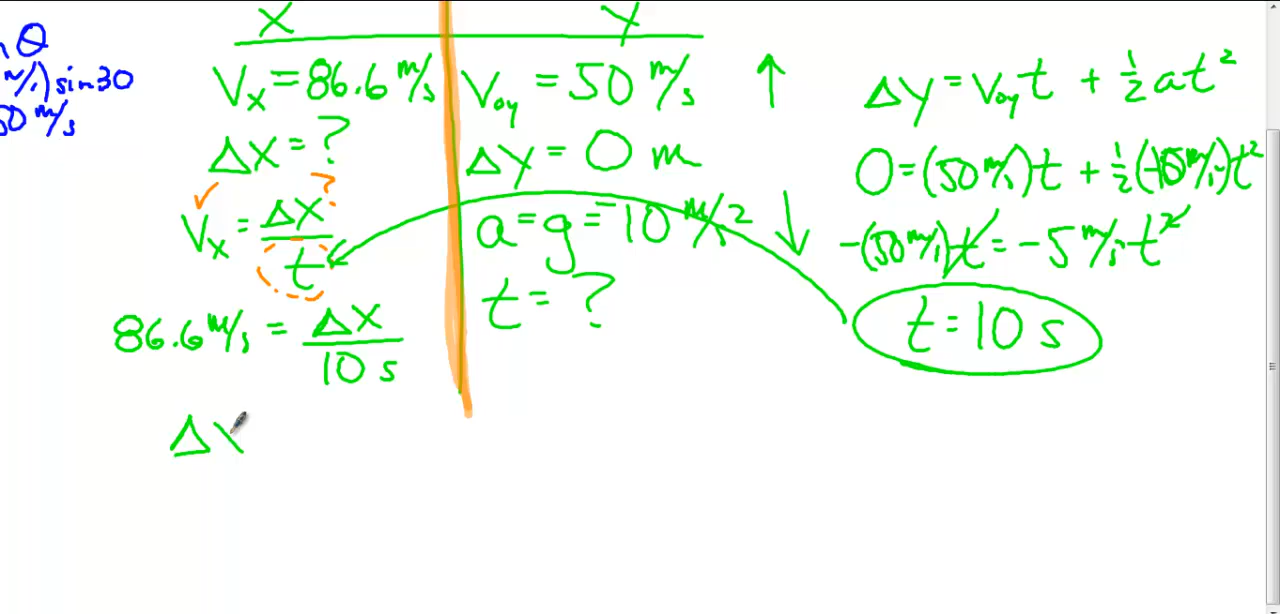 X Y
θ
sin30
m/s
Vx = 86.6 m/s Voy = 50 m/s
ΔX = ? ΔY = 0 m
Vx = ΔX / t ?
a = g = -10 m/s2
t = ?
86.6 m/s = ΔX / 10 s
ΔX
Δy = Voy t + 1/2 a t²
0 = (50 m/s)t + 1/2(-10 m/s²)t²
-(50 m/s)t = -5 m/s² t²
t = 10 s